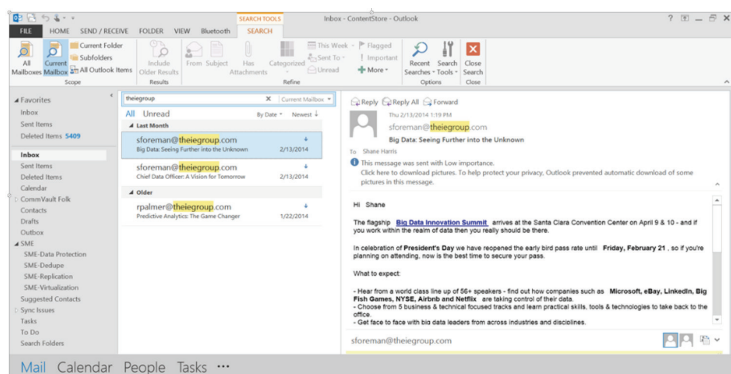 SEARCH TOOLS
Inbox - ContentStore - Outlook
FILE HOME SEND / RECEIVE FOLDER VIEW Bluetooth SEARCH
All Mailboxes
Current Mailbox
Current Folder
Subfolders
All Outlook Items
Scope
Include Older Results
Results
From
Subject
Has Attachments
Categorized
This Week
Sent To
Unread
Flagged
Important
More
Refine
Recent Searches
Search Tools
Options
Close Search
Close
Favorites
Inbox
Sent Items
Deleted Items 5409
Inbox
Sent Items
Deleted Items
Calendar
CommVault Folk
Contacts
Drafts
Outbox
SME
SME-Data Protection
SME-Dedupe
SME-Replication
SME-Virtualization
Suggested Contacts
Sync Issues
Tasks
To Do
Search Folders
theiegroup
Current Mailbox
All Unread
By Date Newest
Last Month
sforeman@theiegroup.com
Big Data: Seeing Further into the Unknown 2/13/2014
sforeman@theiegroup.com
Chief Data Officer: A Vision for Tomorrow 2/13/2014
Older
rpalmer@theiegroup.com
Predictive Analytics: The Game Changer 1/22/2014
Reply Reply All Forward
Thu 2/13/2014 1:19 PM
sforeman@theiegroup.com
Big Data: Seeing Further into the Unknown
To Shane Harris
This message was sent with Low importance.
Click here to download pictures. To help protect your privacy, Outlook prevented automatic download of some
pictures in this message.
Hi Shane
The flagship Big Data Innovation Summit arrives at the Santa Clara Convention Center on April 9 & 10 - and if
you work within the realm of data then you really should be there.
In celebration of President's Day we have reopened the early bird pass rate until Friday, February 21 , so if you're
planning on attending, now is the best time to secure your pass.
What to expect:
- Hear from a world class line up of 56+ speakers - find out how companies such as Microsoft, eBay, LinkedIn, Big
Fish Games, NYSE, Airbnb and Netflix are taking control of their data.
- Choose from 5 business & technical focused tracks and learn practical skills, tools & technologies to take back to the
office.
- Get face to face with big data leaders from across industries and disciplines.
sforeman@theiegroup.com
Mail Calendar People Tasks